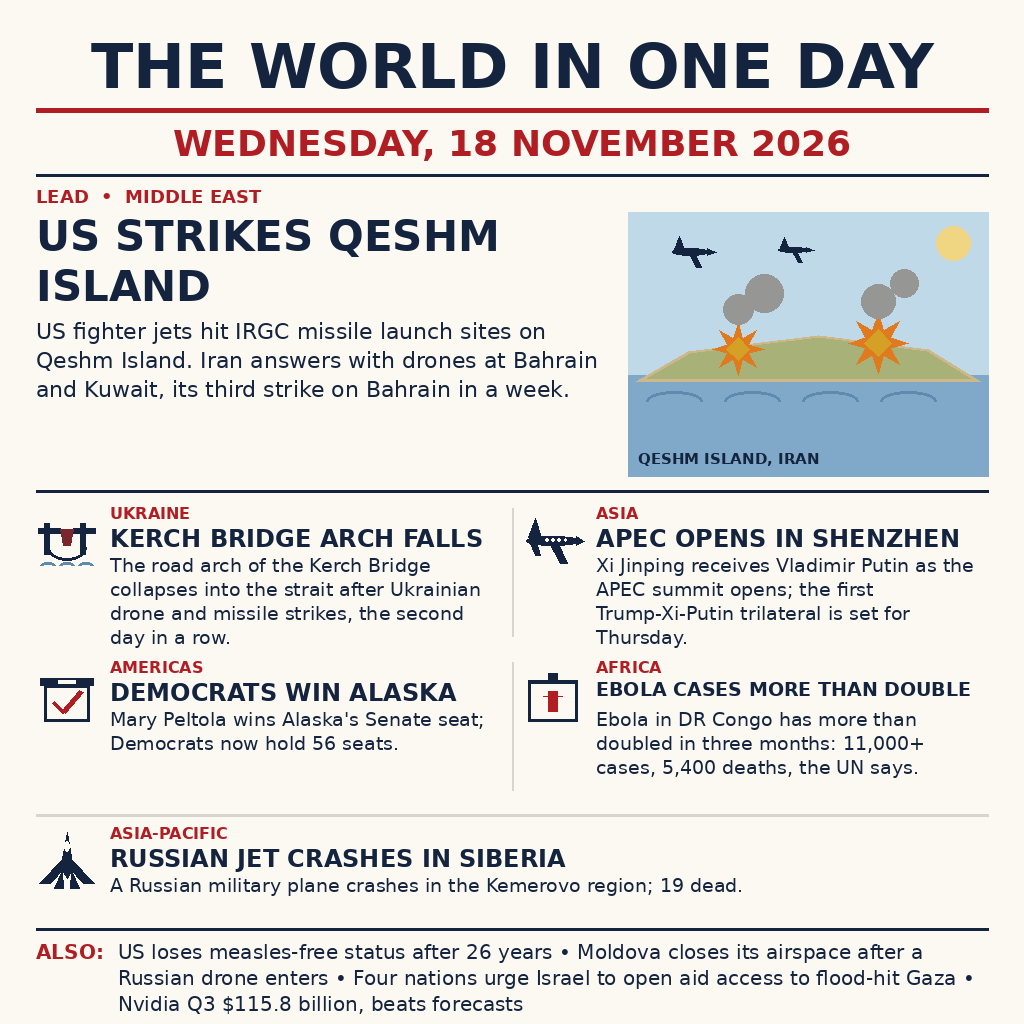 THE WORLD IN ONE DAY
WEDNESDAY, 18 NOVEMBER 2026
LEAD • MIDDLE EAST
US STRIKES QESHM
ISLAND
US fighter jets hit IRGC missile launch sites on
Qeshm Island. Iran answers with drones at Bahrain
and Kuwait, its third strike on Bahrain in a week.
QESHM ISLAND, IRAN
UKRAINE
KERCH BRIDGE ARCH FALLS
The road arch of the Kerch Bridge
collapses into the strait after Ukrainian
drone and missile strikes, the second
day in a row.
ASIA
APEC OPENS IN SHENZHEN
Xi Jinping receives Vladimir Putin as the
APEC summit opens; the first
Trump-Xi-Putin trilateral is set for
Thursday.
AMERICAS
DEMOCRATS WIN ALASKA
Mary Peltola wins Alaska's Senate seat;
Democrats now hold 56 seats.
AFRICA
EBOLA CASES MORE THAN DOUBLE
Ebola in DR Congo has more than
doubled in three months: 11,000+
cases, 5,400 deaths, the UN says.
ASIA-PACIFIC
RUSSIAN JET CRASHES IN SIBERIA
A Russian military plane crashes in the Kemerovo region; 19 dead.
ALSO: US loses measles-free status after 26 years • Moldova closes its airspace after a
Russian drone enters • Four nations urge Israel to open aid access to flood-hit Gaza •
Nvidia Q3 $115.8 billion, beats forecasts